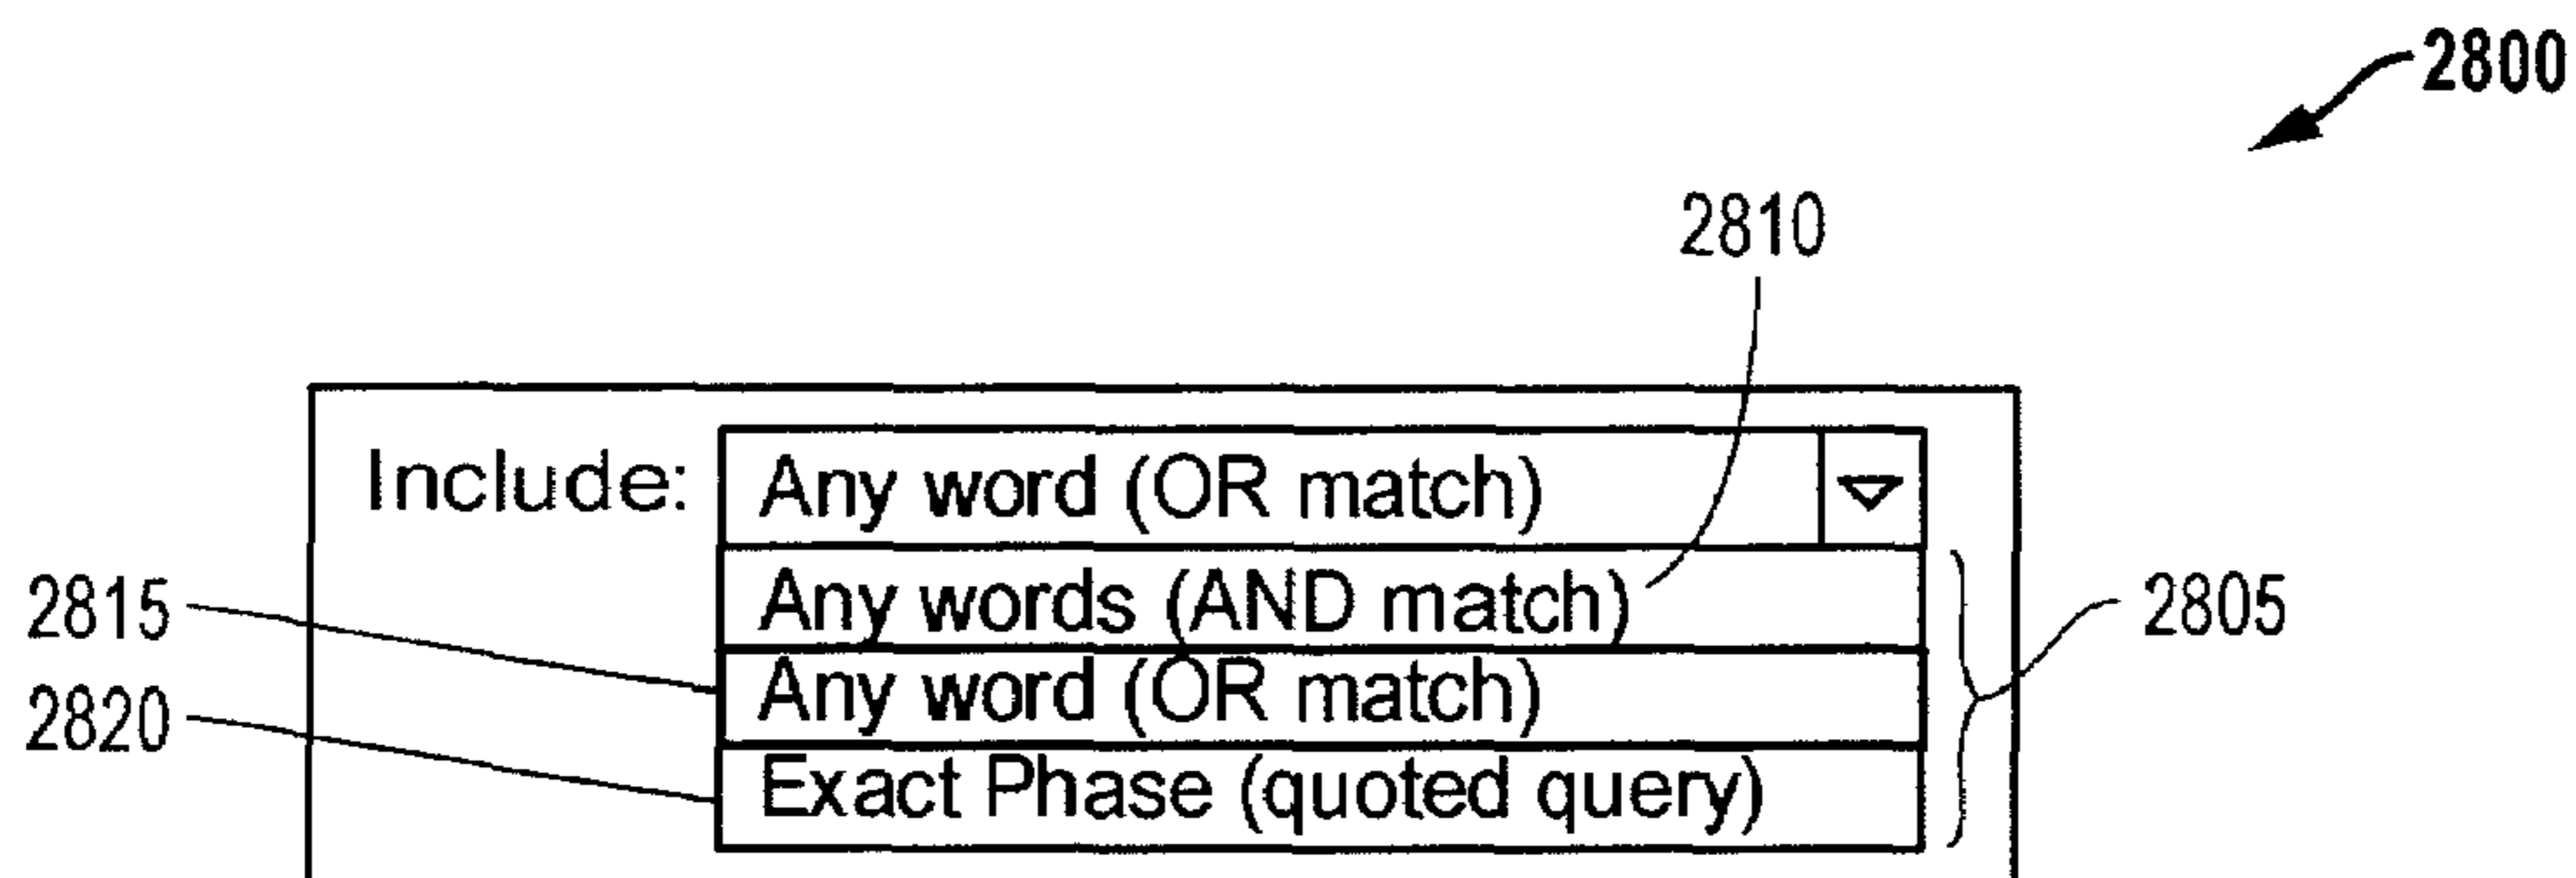 2800
2810
Include: Any word (OR match)
Any words (AND match)
2815
2805
Any word (OR match)
2820
Exact Phase (quoted query)